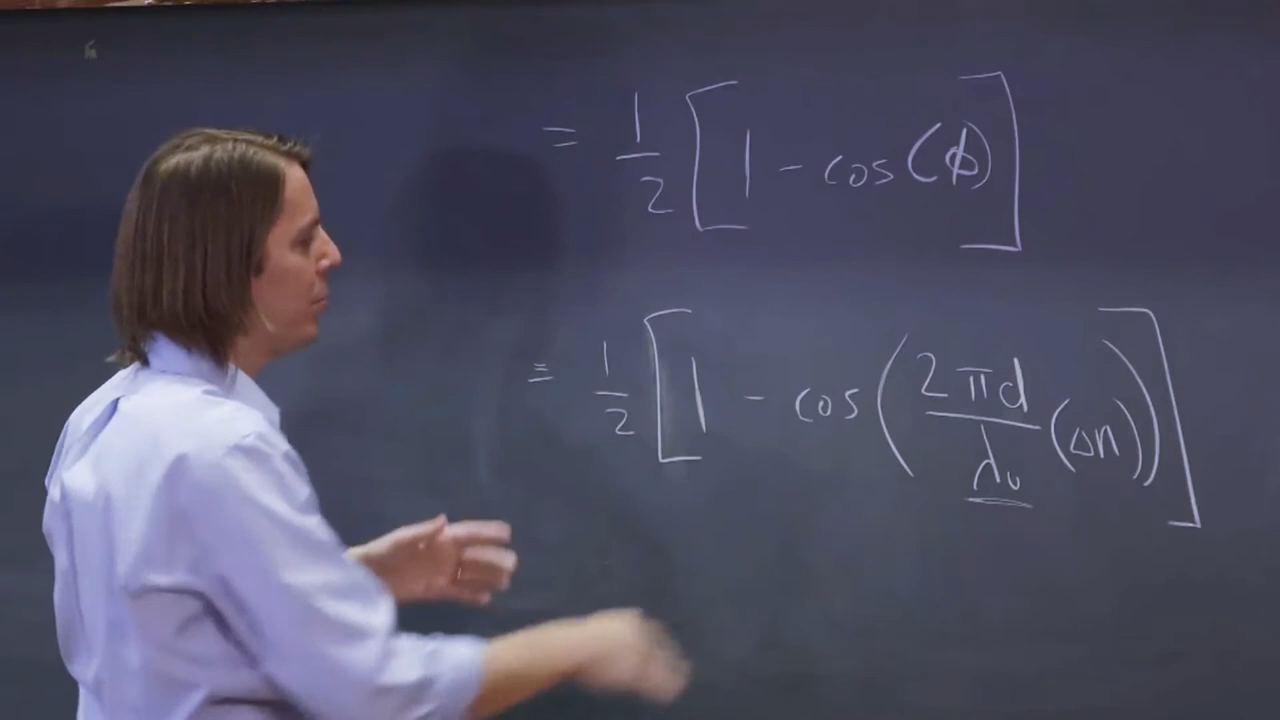 = 1/2 [1 - cos(ϕ)]
= 1/2 [1 - cos(2πd/λ₀ (Δn))]